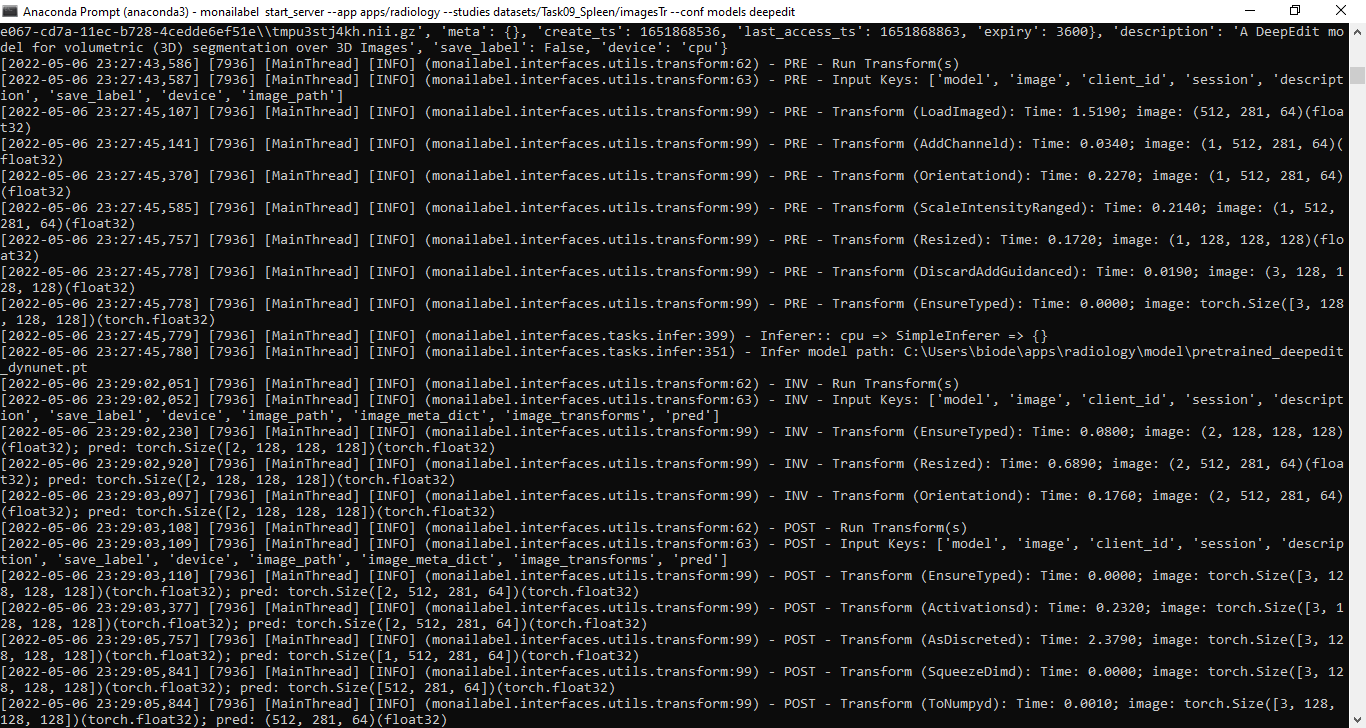 Anaconda Prompt (anaconda3) - monailabel  start_server --app apps/radiology --studies datasets/Task09_Spleen/imagesTr --conf models deepedit
e067-cd7a-11ec-b728-4cedde6ef51e\\tmpu3stj4kh.nii.gz', 'meta': {}, 'create_ts': 1651868536, 'last_access_ts': 1651868863, 'expiry': 3600}, 'description': 'A DeepEdit mo
del for volumetric (3D) segmentation over 3D Images', 'save_label': False, 'device': 'cpu'}
[2022-05-06 23:27:43,586] [7936] [MainThread] [INFO] (monailabel.interfaces.utils.transform:62) - PRE - Run Transform(s)
[2022-05-06 23:27:43,587] [7936] [MainThread] [INFO] (monailabel.interfaces.utils.transform:63) - PRE - Input Keys: ['model', 'image', 'client_id', 'session', 'descript
ion', 'save_label', 'device', 'image_path']
[2022-05-06 23:27:45,107] [7936] [MainThread] [INFO] (monailabel.interfaces.utils.transform:99) - PRE - Transform (LoadImaged): Time: 1.5190; image: (512, 281, 64)(floa
t32)
[2022-05-06 23:27:45,141] [7936] [MainThread] [INFO] (monailabel.interfaces.utils.transform:99) - PRE - Transform (AddChanneld): Time: 0.0340; image: (1, 512, 281, 64)(
float32)
[2022-05-06 23:27:45,370] [7936] [MainThread] [INFO] (monailabel.interfaces.utils.transform:99) - PRE - Transform (Orientationd): Time: 0.2270; image: (1, 512, 281, 64)
(float32)
[2022-05-06 23:27:45,585] [7936] [MainThread] [INFO] (monailabel.interfaces.utils.transform:99) - PRE - Transform (ScaleIntensityRanged): Time: 0.2140; image: (1, 512,
281, 64)(float32)
[2022-05-06 23:27:45,757] [7936] [MainThread] [INFO] (monailabel.interfaces.utils.transform:99) - PRE - Transform (Resized): Time: 0.1720; image: (1, 128, 128, 128)(flo
at32)
[2022-05-06 23:27:45,778] [7936] [MainThread] [INFO] (monailabel.interfaces.utils.transform:99) - PRE - Transform (DiscardAddGuidanced): Time: 0.0190; image: (3, 128, 1
28, 128)(float32)
[2022-05-06 23:27:45,778] [7936] [MainThread] [INFO] (monailabel.interfaces.utils.transform:99) - PRE - Transform (EnsureTyped): Time: 0.0000; image: torch.Size([3, 128
, 128, 128])(torch.float32)
[2022-05-06 23:27:45,779] [7936] [MainThread] [INFO] (monailabel.interfaces.tasks.infer:399) - Inferer:: cpu => SimpleInferer => {}
[2022-05-06 23:27:45,780] [7936] [MainThread] [INFO] (monailabel.interfaces.tasks.infer:351) - Infer model path: C:\Users\biode\apps\radiology\model\pretrained_deepedit
_dynunet.pt
[2022-05-06 23:29:02,051] [7936] [MainThread] [INFO] (monailabel.interfaces.utils.transform:62) - INV - Run Transform(s)
[2022-05-06 23:29:02,052] [7936] [MainThread] [INFO] (monailabel.interfaces.utils.transform:63) - INV - Input Keys: ['model', 'image', 'client_id', 'session', 'descript
ion', 'save_label', 'device', 'image_path', 'image_meta_dict', 'image_transforms', 'pred']
[2022-05-06 23:29:02,230] [7936] [MainThread] [INFO] (monailabel.interfaces.utils.transform:99) - INV - Transform (EnsureTyped): Time: 0.0800; image: (2, 128, 128, 128)
(float32); pred: torch.Size([2, 128, 128, 128])(torch.float32)
[2022-05-06 23:29:02,920] [7936] [MainThread] [INFO] (monailabel.interfaces.utils.transform:99) - INV - Transform (Resized): Time: 0.6890; image: (2, 512, 281, 64)(floa
t32); pred: torch.Size([2, 128, 128, 128])(torch.float32)
[2022-05-06 23:29:03,097] [7936] [MainThread] [INFO] (monailabel.interfaces.utils.transform:99) - INV - Transform (Orientationd): Time: 0.1760; image: (2, 512, 281, 64)
(float32); pred: torch.Size([2, 128, 128, 128])(torch.float32)
[2022-05-06 23:29:03,108] [7936] [MainThread] [INFO] (monailabel.interfaces.utils.transform:62) - POST - Run Transform(s)
[2022-05-06 23:29:03,109] [7936] [MainThread] [INFO] (monailabel.interfaces.utils.transform:63) - POST - Input Keys: ['model', 'image', 'client_id', 'session', 'descrip
tion', 'save_label', 'device', 'image_path', 'image_meta_dict', 'image_transforms', 'pred']
[2022-05-06 23:29:03,110] [7936] [MainThread] [INFO] (monailabel.interfaces.utils.transform:99) - POST - Transform (EnsureTyped): Time: 0.0000; image: torch.Size([3, 12
8, 128, 128])(torch.float32); pred: torch.Size([2, 512, 281, 64])(torch.float32)
[2022-05-06 23:29:03,377] [7936] [MainThread] [INFO] (monailabel.interfaces.utils.transform:99) - POST - Transform (Activationsd): Time: 0.2320; image: torch.Size([3, 1
28, 128, 128])(torch.float32); pred: torch.Size([2, 512, 281, 64])(torch.float32)
[2022-05-06 23:29:05,757] [7936] [MainThread] [INFO] (monailabel.interfaces.utils.transform:99) - POST - Transform (AsDiscreted): Time: 2.3790; image: torch.Size([3, 12
8, 128, 128])(torch.float32); pred: torch.Size([1, 512, 281, 64])(torch.float32)
[2022-05-06 23:29:05,841] [7936] [MainThread] [INFO] (monailabel.interfaces.utils.transform:99) - POST - Transform (SqueezeDimd): Time: 0.0000; image: torch.Size([3, 12
8, 128, 128])(torch.float32); pred: torch.Size([512, 281, 64])(torch.float32)
[2022-05-06 23:29:05,844] [7936] [MainThread] [INFO] (monailabel.interfaces.utils.transform:99) - POST - Transform (ToNumpyd): Time: 0.0010; image: torch.Size([3, 128,
128, 128])(torch.float32); pred: (512, 281, 64)(float32)